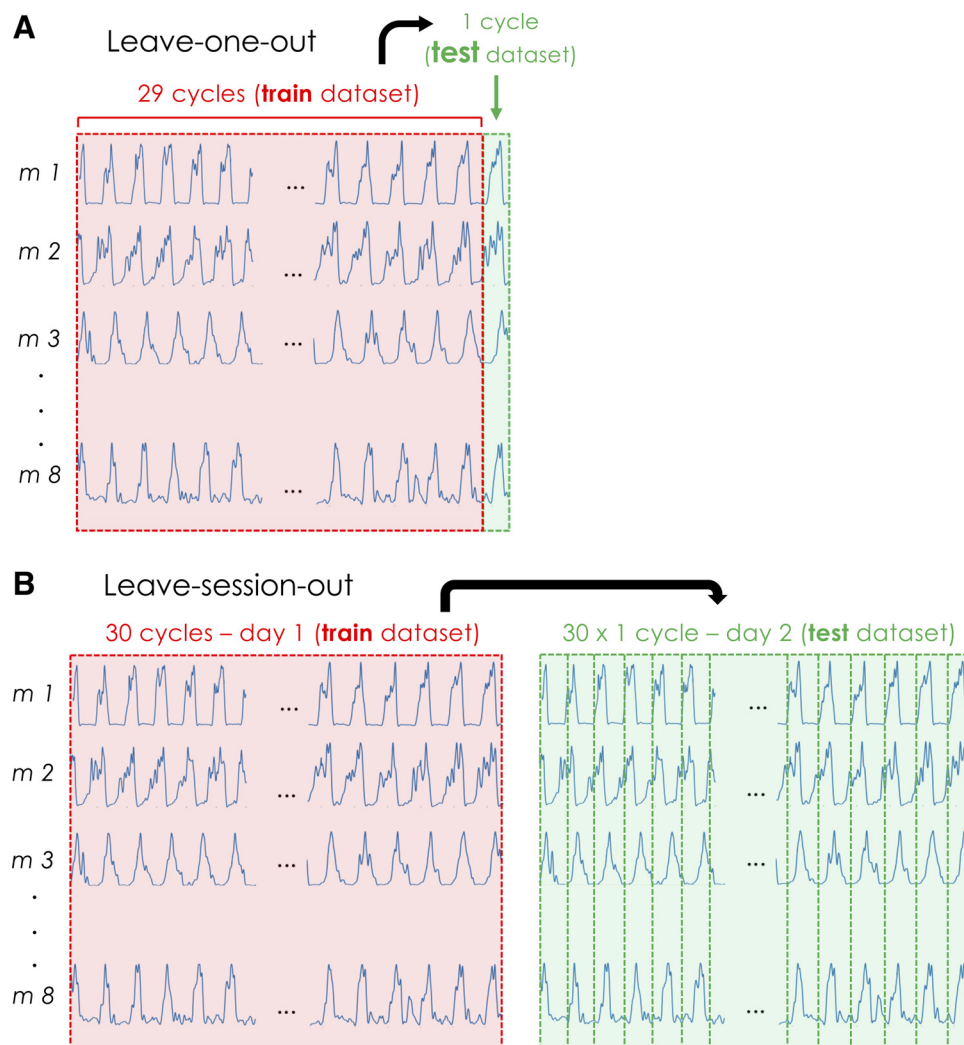 A
Leave-one-out
1 cycle
(test dataset)
29 cycles (train dataset)
m 1
...
m 2
...
m 3
...
.
.
.
m 8
...
B
Leave-session-out
30 cycles – day 1 (train dataset)
30 x 1 cycle – day 2 (test dataset)
m 1
...
...
m 2
...
...
m 3
...
...
.
.
.
m 8
...
...